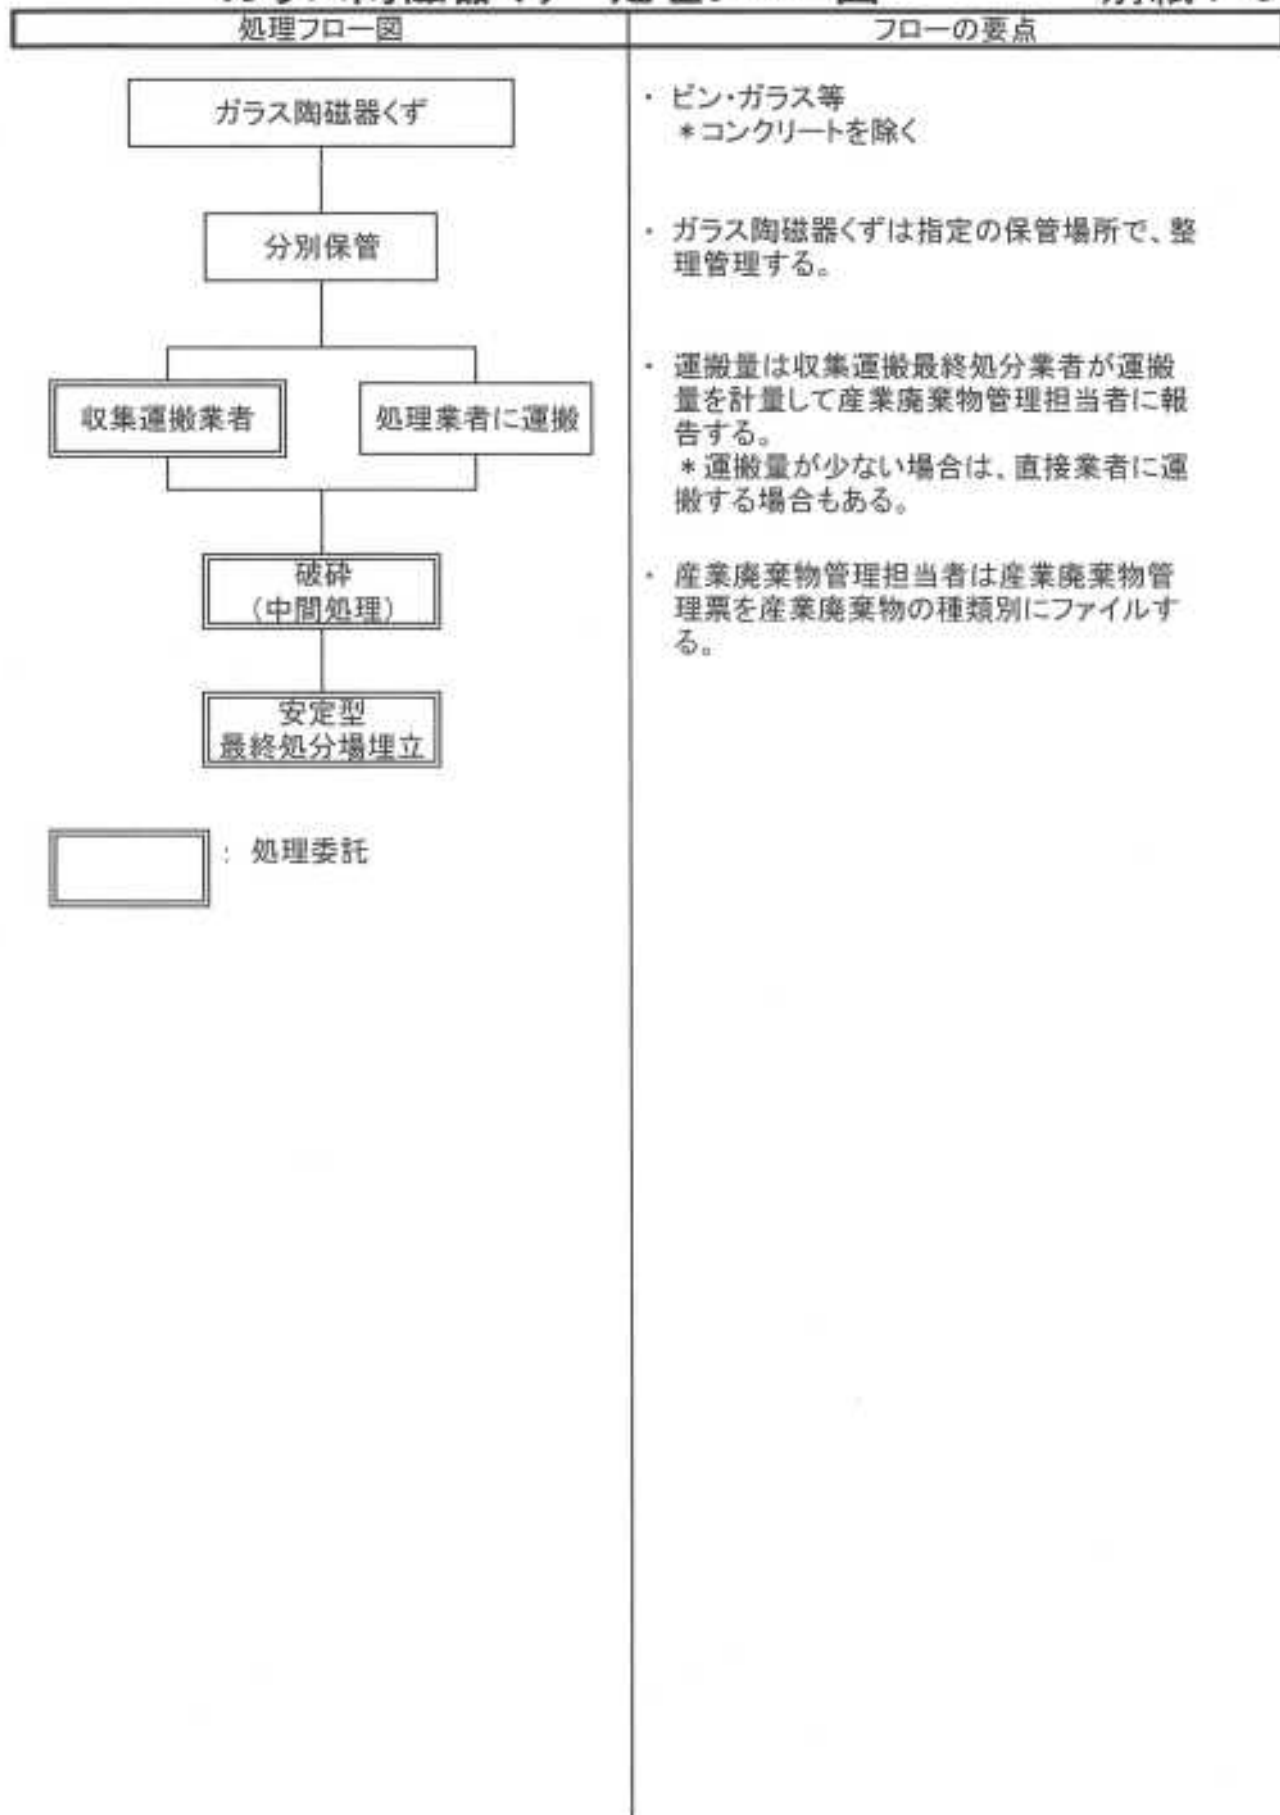 処理フロー図
フローの要点
ガラス陶磁器くず
分別保管
収集運搬業者
処理業者に運搬
破砕
（中間処理）
安定型
最終処分場埋立
： 処理委託
・ ビン・ガラス等
＊コンクリートを除く
・ ガラス陶磁器くずは指定の保管場所で、整
理管理する。
・ 運搬量は収集運搬最終処分業者が運搬
量を計量して産業廃棄物管理担当者に報
告する。
＊運搬量が少ない場合は、直接業者に運
搬する場合もある。
・ 産業廃棄物管理担当者は産業廃棄物管
理票を産業廃棄物の種類別にファイルす
る。